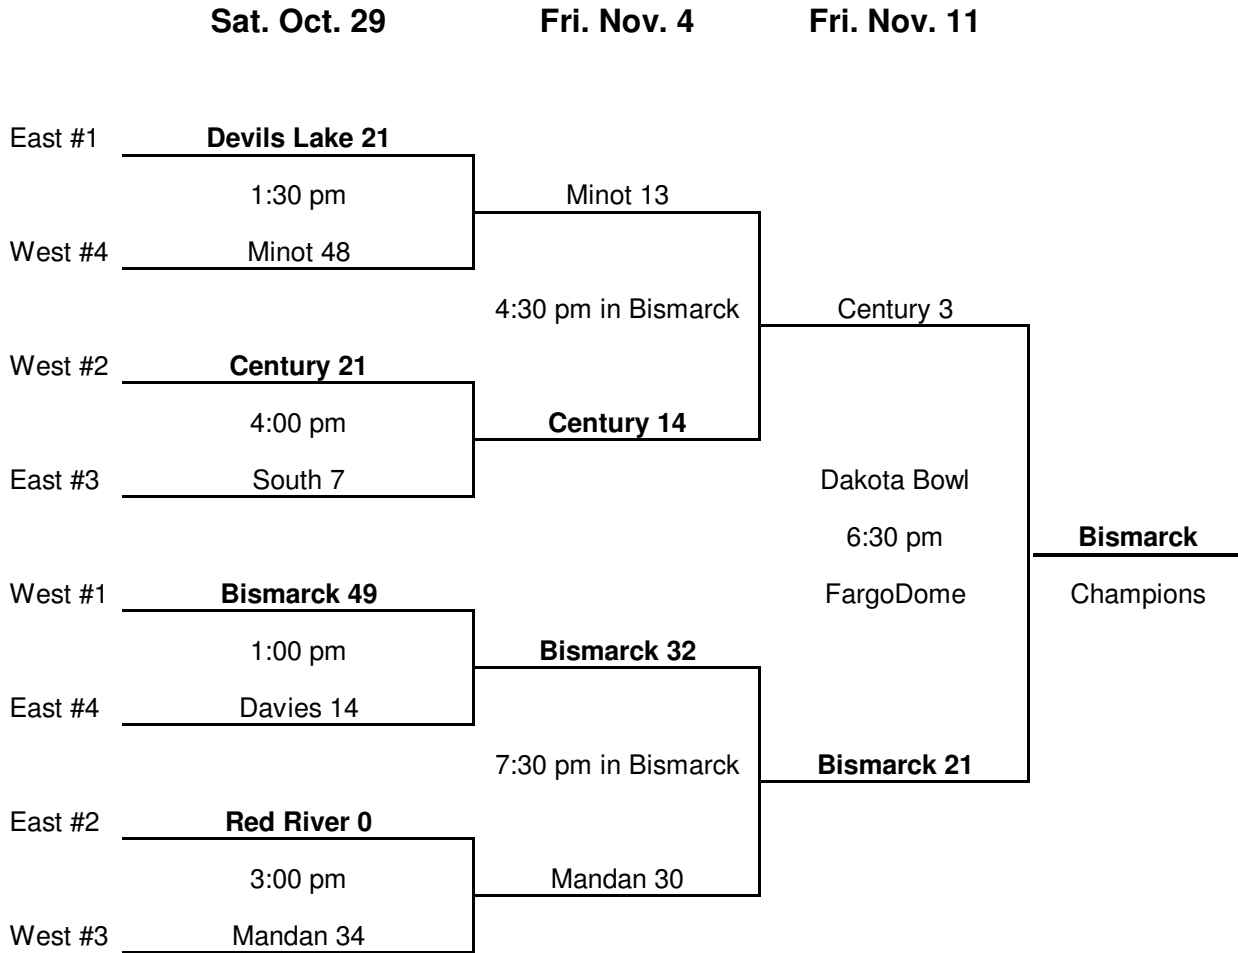 Sat. Oct. 29 Fri. Nov. 4 Fri. Nov. 11
East #1 Devils Lake 21
1:30 pm Minot 13
West #4 Minot 48
4:30 pm in Bismarck Century 3
West #2 Century 21
4:00 pm Century 14
East #3 South 7 Dakota Bowl
6:30 pm Bismarck
West #1 Bismarck 49 FargoDome Champions
1:00 pm Bismarck 32
East #4 Davies 14
7:30 pm in Bismarck Bismarck 21
East #2 Red River 0
3:00 pm Mandan 30
West #3 Mandan 34